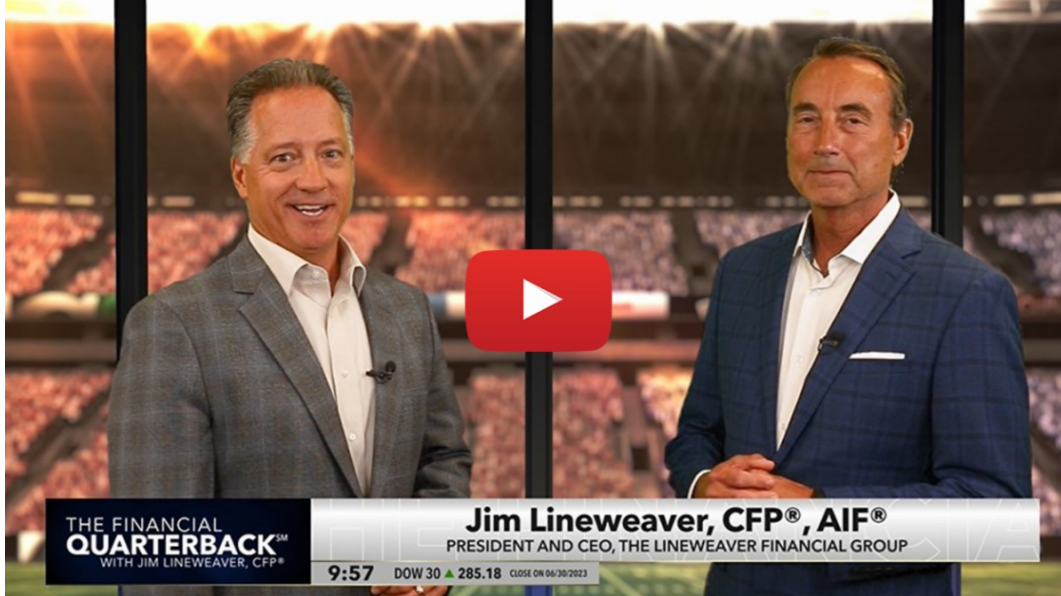 THE FINANCIAL
QUARTERBACK℠
WITH JIM LINEWEAVER, CFP®
Jim Lineweaver, CFP®, AIF®
PRESIDENT AND CEO, THE LINEWEAVER FINANCIAL GROUP
9:57 DOW 30 ▲ 285.18 CLOSE ON 06/30/2023